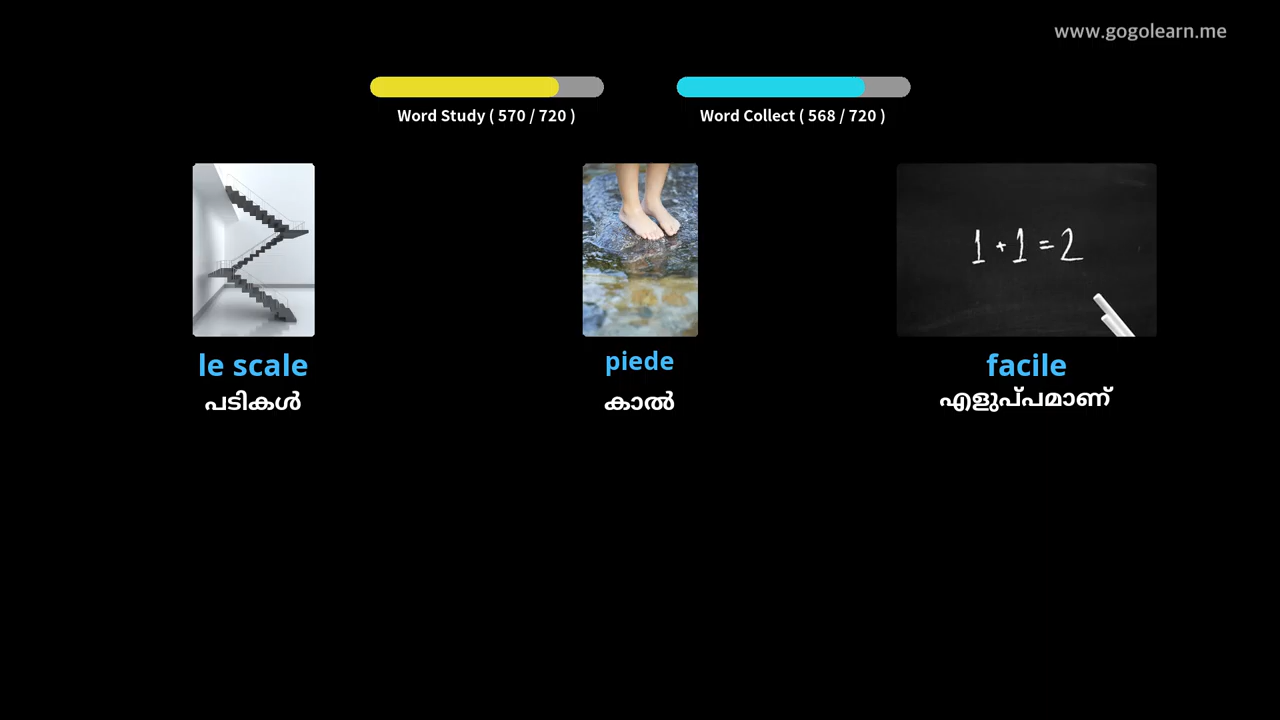 www.gogolearn.me
Word Study ( 570 / 720 )
Word Collect ( 568 / 720 )
1+1=2
le scale
piede
facile
പടികൾ
കാൽ
എളുപ്പമാണ്